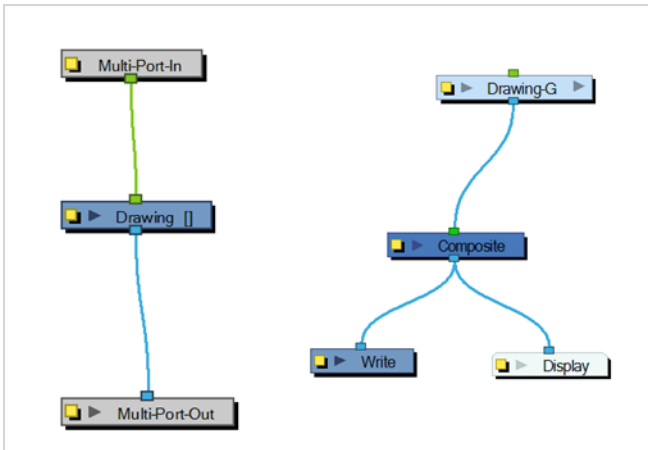 Multi-Port-In
Drawing []
Multi-Port-Out
Drawing-G
Composite
Write
Display